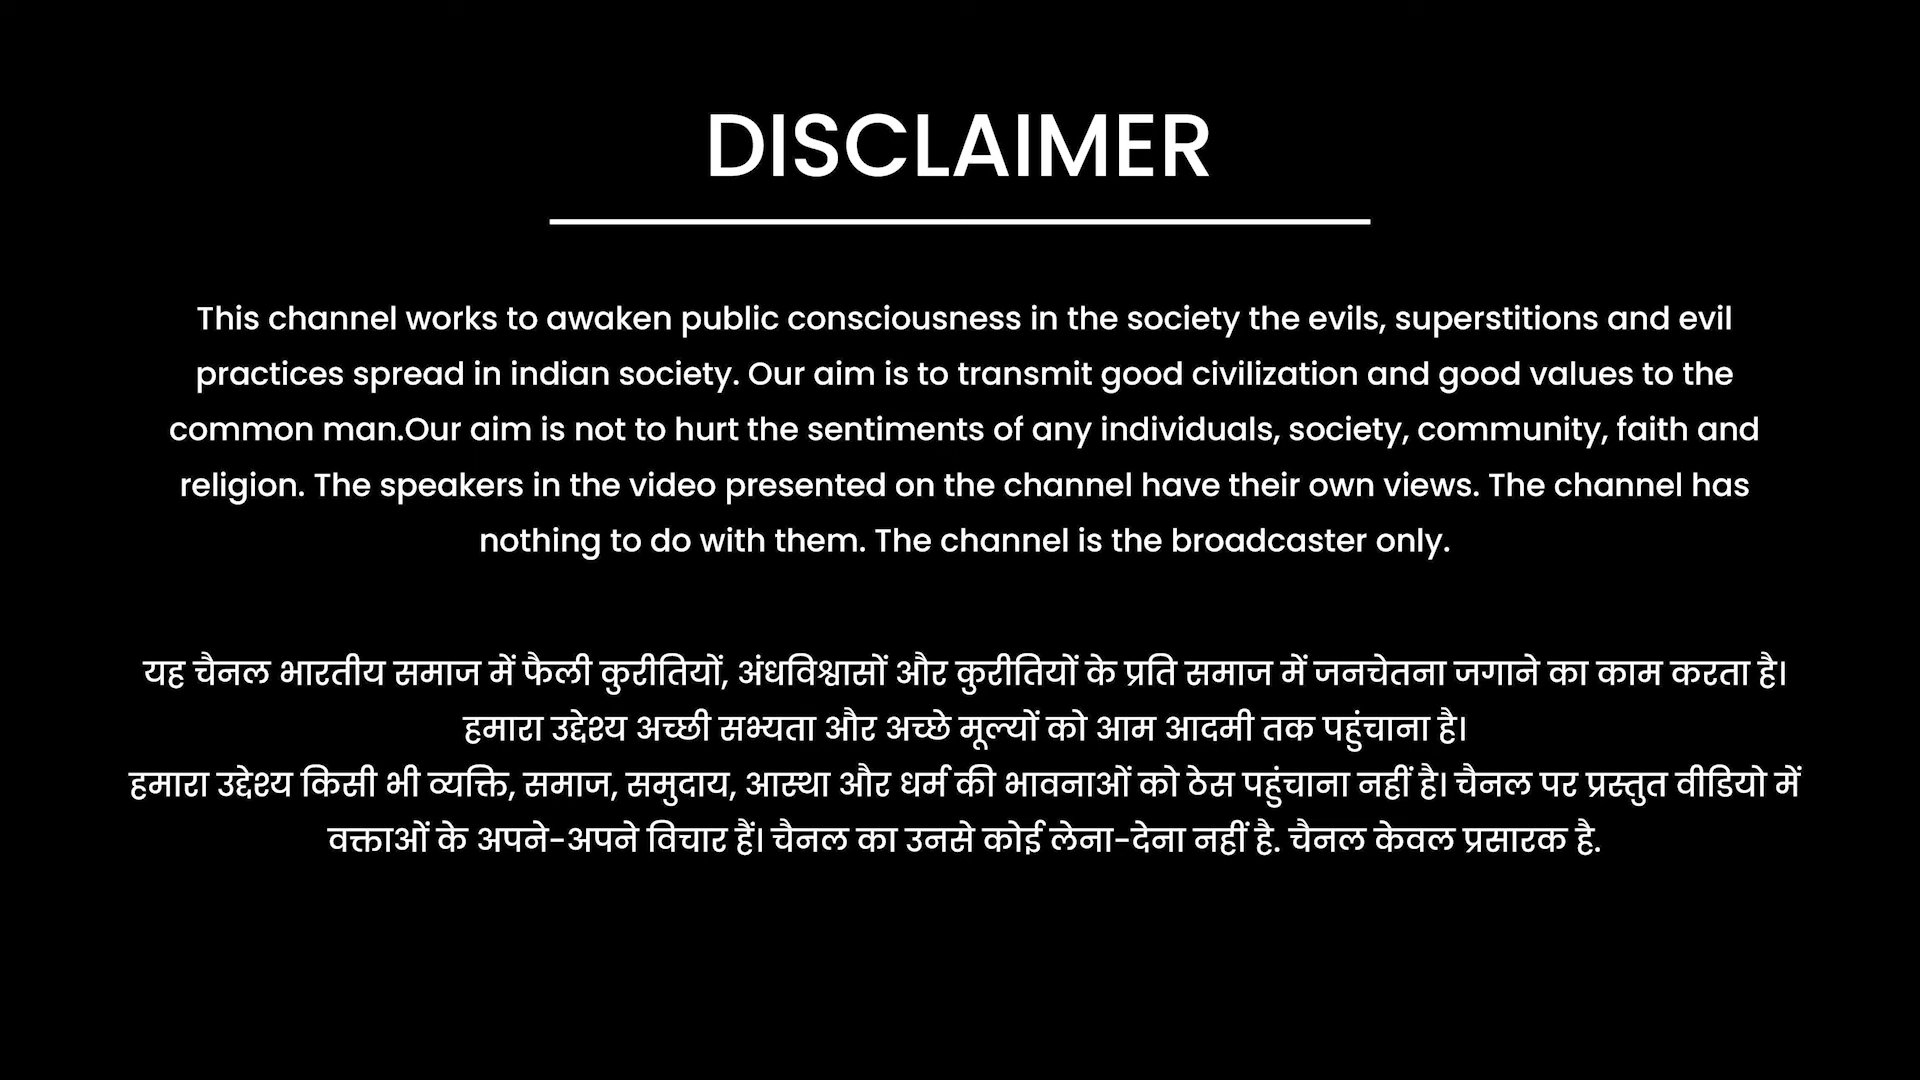 DISCLAIMER
This channel works to awaken public consciousness in the society the evils, superstitions and evil
practices spread in indian society. Our aim is to transmit good civilization and good values to the
common man.Our aim is not to hurt the sentiments of any individuals, society, community, faith and
religion. The speakers in the video presented on the channel have their own views. The channel has
nothing to do with them. The channel is the broadcaster only.
यह चैनल भारतीय समाज में फैली कुरीतियों, अंधविश्वासों और कुरीतियों के प्रति समाज में जनचेतना जगाने का काम करता है।
हमारा उद्देश्य अच्छी सभ्यता और अच्छे मूल्यों को आम आदमी तक पहुंचाना है।
हमारा उद्देश्य किसी भी व्यक्ति, समाज, समुदाय, आस्था और धर्म की भावनाओं को ठेस पहुंचाना नहीं है। चैनल पर प्रस्तुत वीडियो में
वक्ताओं के अपने-अपने विचार हैं। चैनल का उनसे कोई लेना-देना नहीं है. चैनल केवल प्रसारक है.